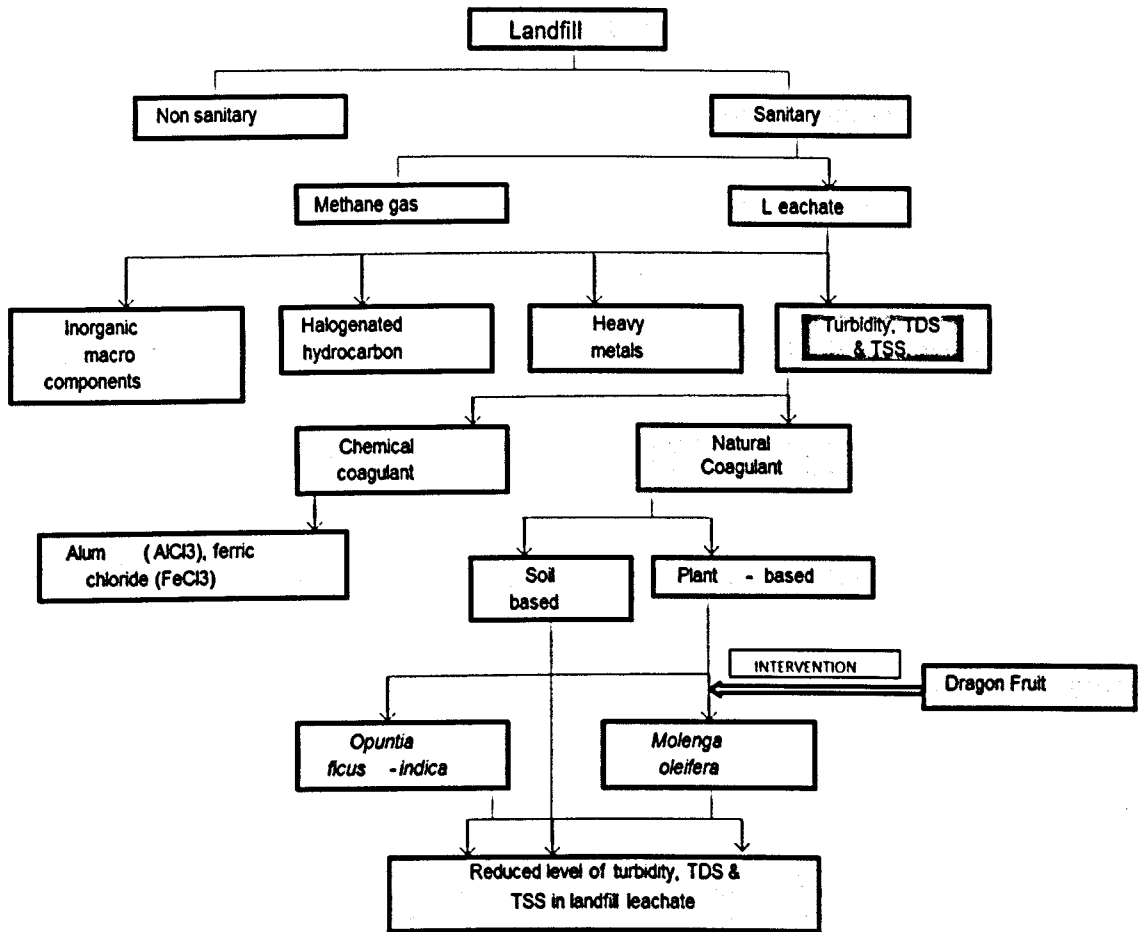 Landfill
Non sanitary
Sanitary
Methane gas
L eachate
Inorganic
macro
components
Halogenated
hydrocarbon
Heavy
metals
Turbidity, TDS
& TSS
Chemical
coagulant
Natural
Coagulant
Alum ( AlCl3), ferric
chloride (FeCl3)
Soil
based
Plant - based
INTERVENTION
Dragon Fruit
Opuntia
ficus -indica
Molenga
oleifera
Reduced level of turbidity, TDS &
TSS in landfill leachate